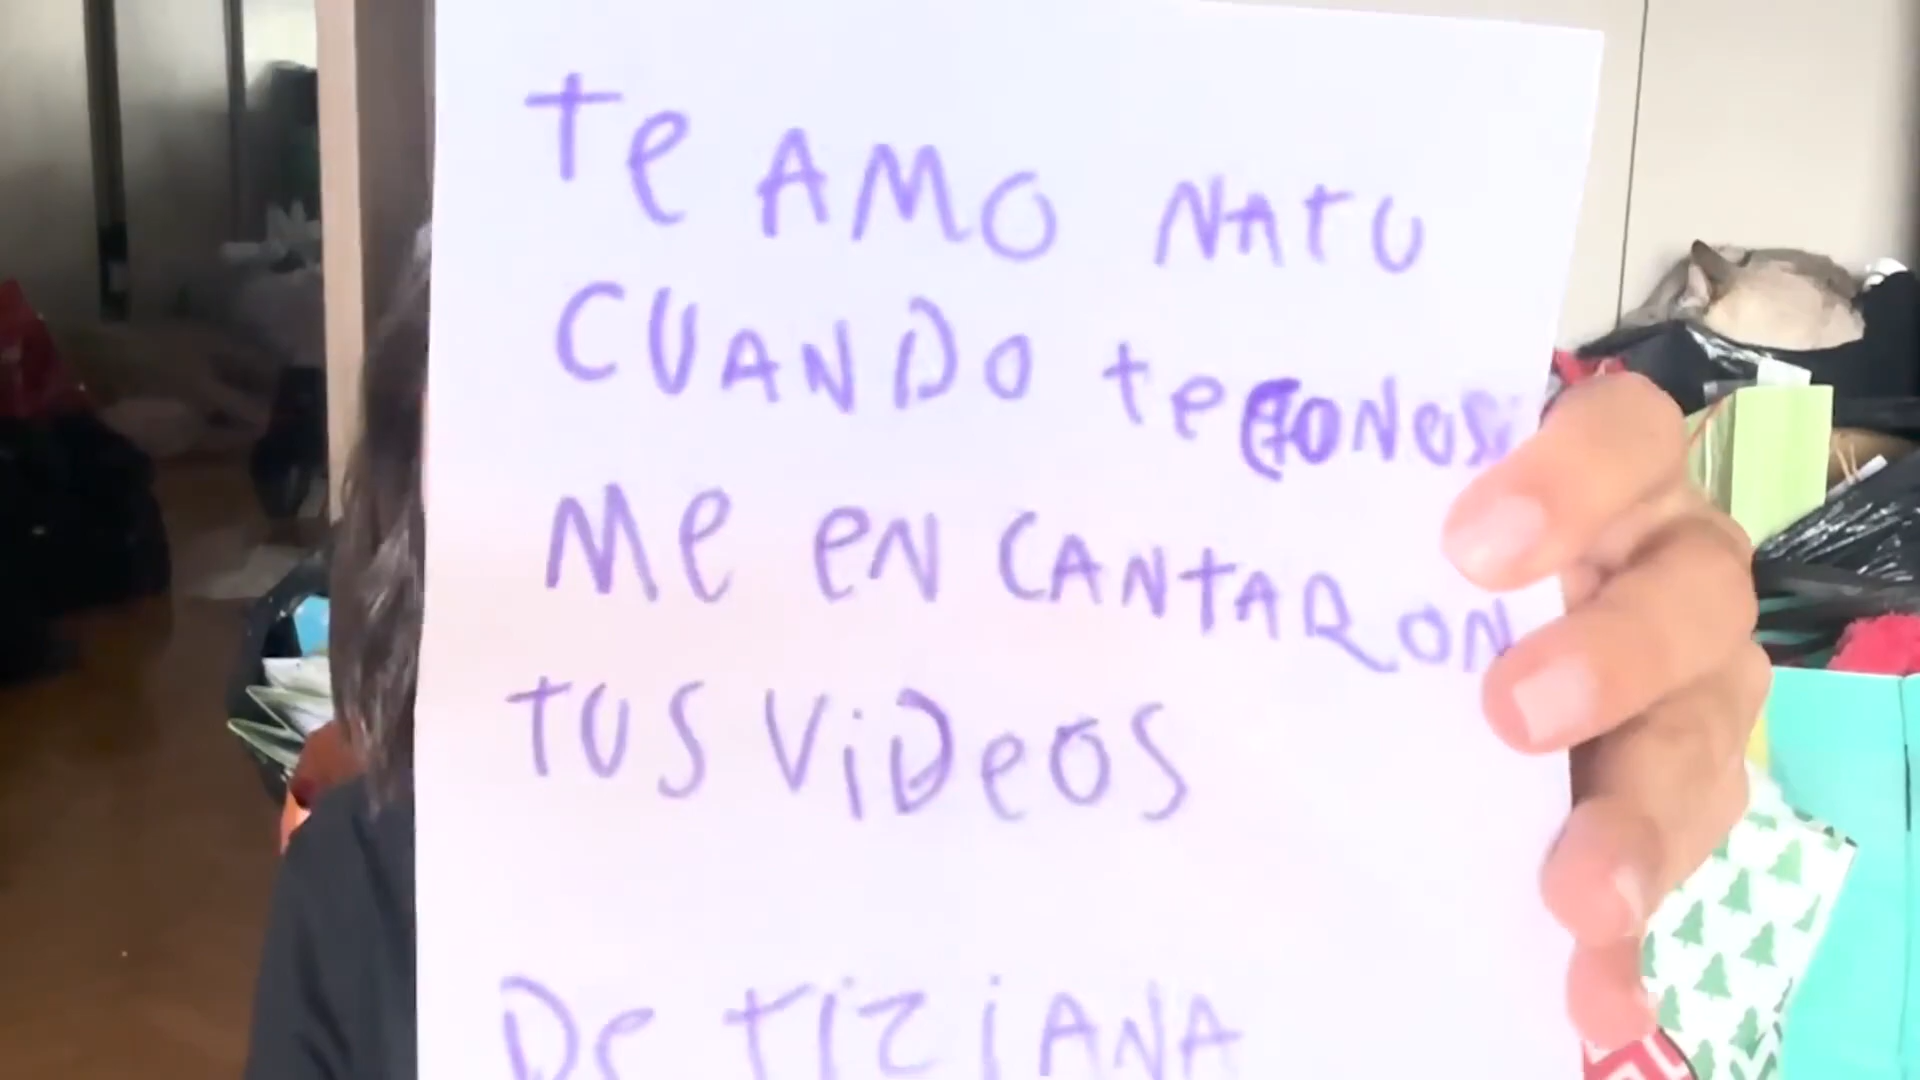 Te AMO NATU
CUANDO te CONOSi
Me eN CANtARON
TUS ViDeOS
De TIZiANA